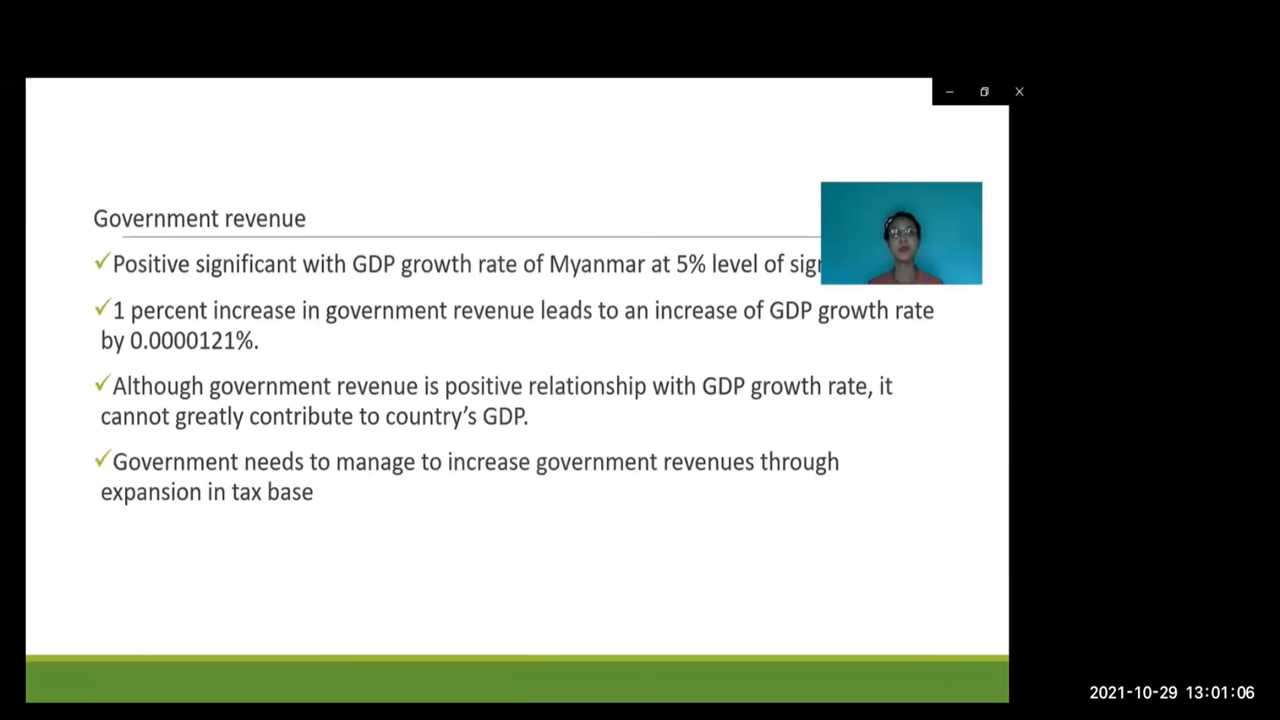 Government revenue
✓Positive significant with GDP growth rate of Myanmar at 5% level of
✓1 percent increase in government revenue leads to an increase of GDP growth rate
by 0.0000121%.
✓Although government revenue is positive relationship with GDP growth rate, it
cannot greatly contribute to country's GDP.
✓Government needs to manage to increase government revenues through
expansion in tax base
2021-10-29 13:01:06